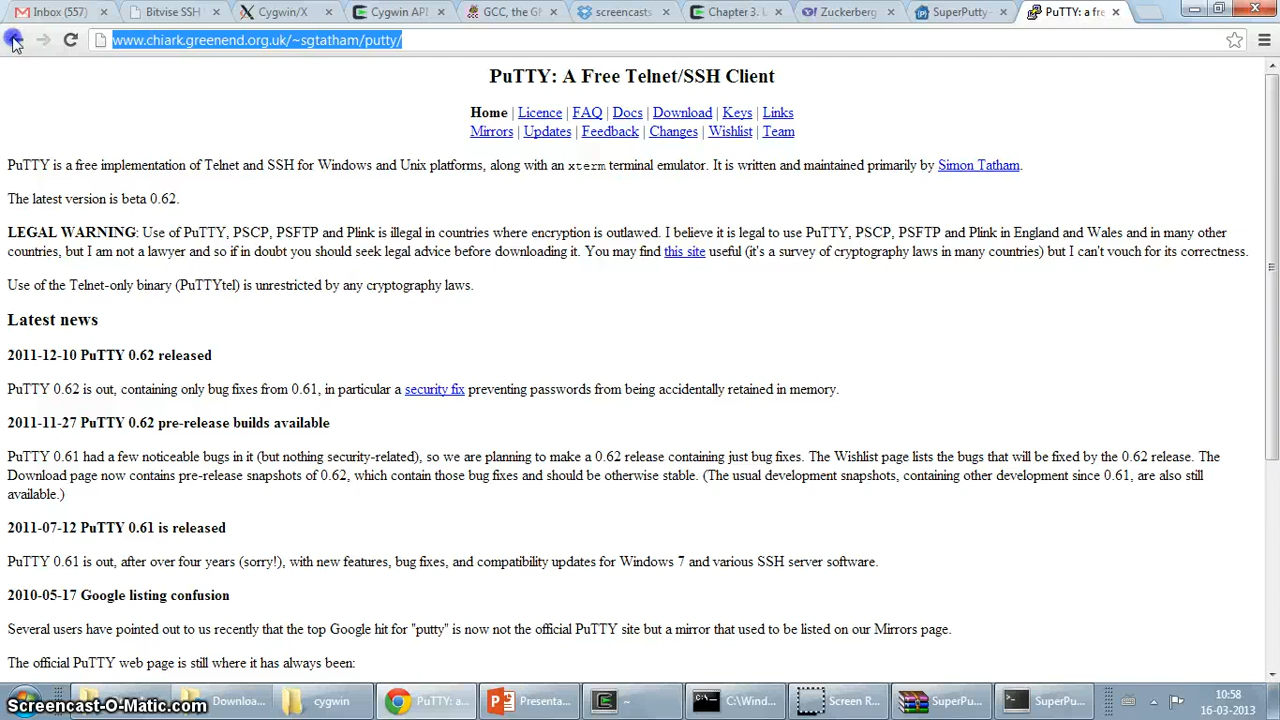 Inbox (557)
Bitvise SSH
Cygwin/X
Cygwin API
GCC, the G
screencasts
Chapter 3. U
Zuckerberg
SuperPutty
PuTTY: a fre
www.chiark.greenend.org.uk/~sgtatham/putty/
PuTTY: A Free Telnet/SSH Client
Home | Licence | FAQ | Docs | Download | Keys | Links
Mirrors | Updates | Feedback | Changes | Wishlist | Team
PuTTY is a free implementation of Telnet and SSH for Windows and Unix platforms, along with an xterm terminal emulator. It is written and maintained primarily by Simon Tatham.
The latest version is beta 0.62.
LEGAL WARNING: Use of PuTTY, PSCP, PSFTP and Plink is illegal in countries where encryption is outlawed. I believe it is legal to use PuTTY, PSCP, PSFTP and Plink in England and Wales and in many other
countries, but I am not a lawyer and so if in doubt you should seek legal advice before downloading it. You may find this site useful (it's a survey of cryptography laws in many countries) but I can't vouch for its correctness.
Use of the Telnet-only binary (PuTTYtel) is unrestricted by any cryptography laws.
Latest news
2011-12-10 PuTTY 0.62 released
PuTTY 0.62 is out, containing only bug fixes from 0.61, in particular a security fix preventing passwords from being accidentally retained in memory.
2011-11-27 PuTTY 0.62 pre-release builds available
PuTTY 0.61 had a few noticeable bugs in it (but nothing security-related), so we are planning to make a 0.62 release containing just bug fixes. The Wishlist page lists the bugs that will be fixed by the 0.62 release. The
Download page now contains pre-release snapshots of 0.62, which contain those bug fixes and should be otherwise stable. (The usual development snapshots, containing other development since 0.61, are also still
available.)
2011-07-12 PuTTY 0.61 is released
PuTTY 0.61 is out, after over four years (sorry!), with new features, bug fixes, and compatibility updates for Windows 7 and various SSH server software.
2010-05-17 Google listing confusion
Several users have pointed out to us recently that the top Google hit for "putty" is now not the official PuTTY site but a mirror that used to be listed on our Mirrors page.
The official PuTTY web page is still where it has always been:
Downloa...
cygwin
PuTTY: a...
Presenta...
~
C:\Wind...
Screen R...
SuperPu...
SuperPu...
10:58
16-03-2013
Screencast-O-Matic.com